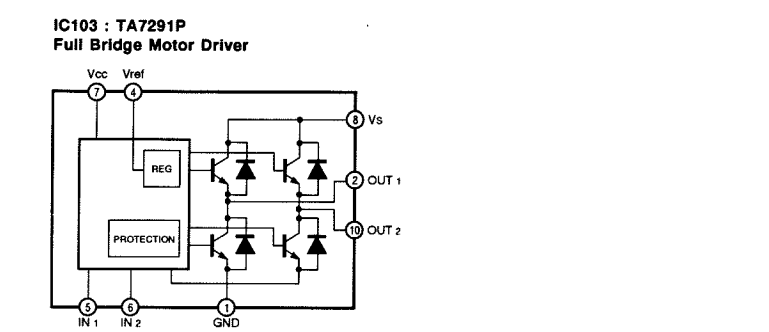 IC103 : TA7291P
Full Bridge Motor Driver
Vcc Vref
7 4
8 Vs
REG
2 OUT 1
PROTECTION
10 OUT 2
5 6 1
IN 1 IN 2 GND